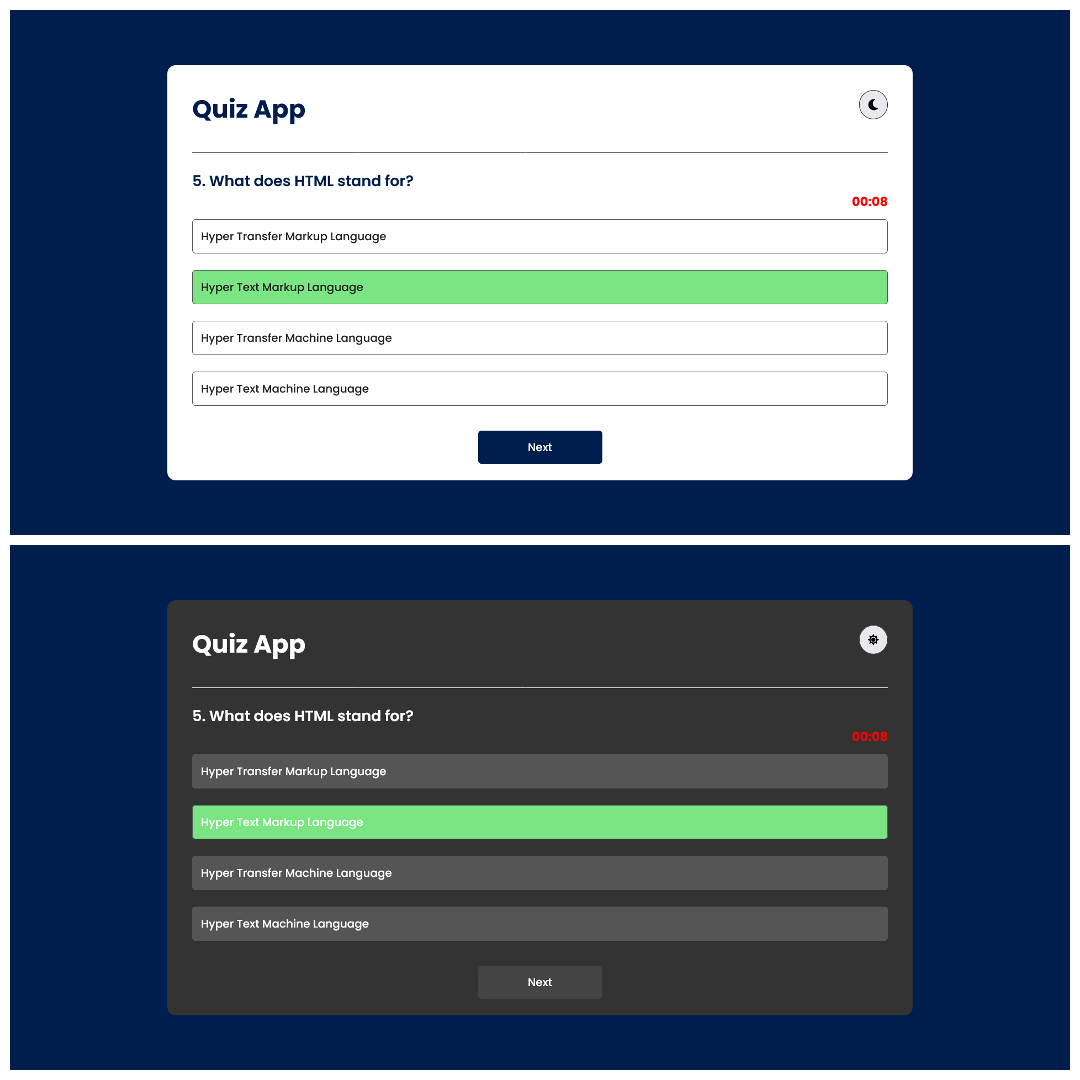 Quiz App
5. What does HTML stand for?
00:08
Hyper Transfer Markup Language
Hyper Text Markup Language
Hyper Transfer Machine Language
Hyper Text Machine Language
Next
Quiz App
5. What does HTML stand for?
00:08
Hyper Transfer Markup Language
Hyper Text Markup Language
Hyper Transfer Machine Language
Hyper Text Machine Language
Next